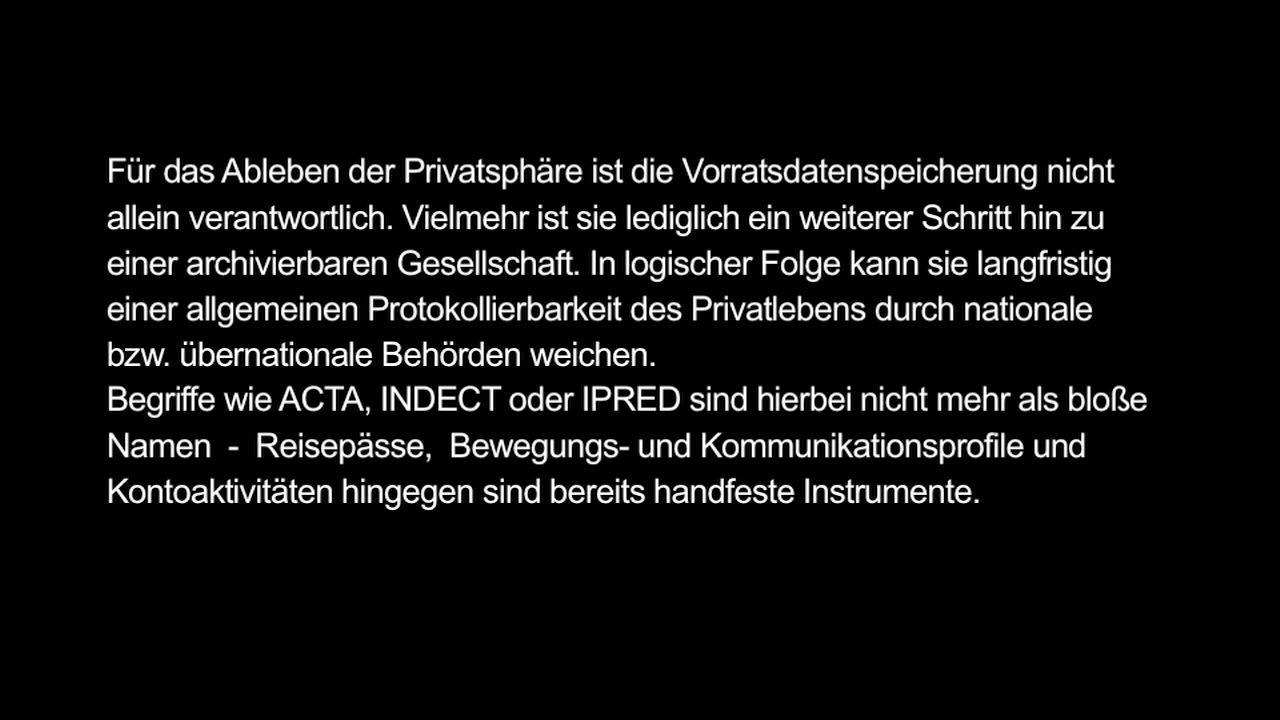 Für das Ableben der Privatsphäre ist die Vorratsdatenspeicherung nicht
allein verantwortlich. Vielmehr ist sie lediglich ein weiterer Schritt hin zu
einer archivierbaren Gesellschaft. In logischer Folge kann sie langfristig
einer allgemeinen Protokollierbarkeit des Privatlebens durch nationale
bzw. übernationale Behörden weichen.
Begriffe wie ACTA, INDECT oder IPRED sind hierbei nicht mehr als bloße
Namen - Reisepässe, Bewegungs- und Kommunikationsprofile und
Kontoaktivitäten hingegen sind bereits handfeste Instrumente.